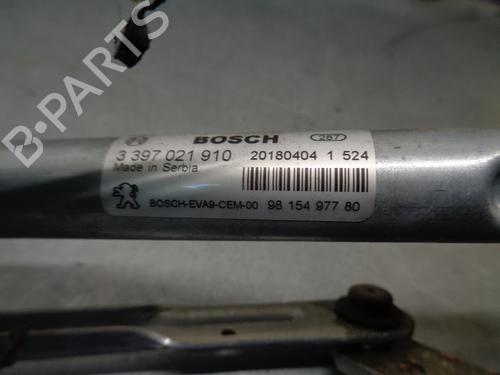 B-PARTS
BOSCH 287
3 397 021 910 20180404 1 524
Made in Serbia
BOSCH-EVA9-CEM-00 98 154 977 80